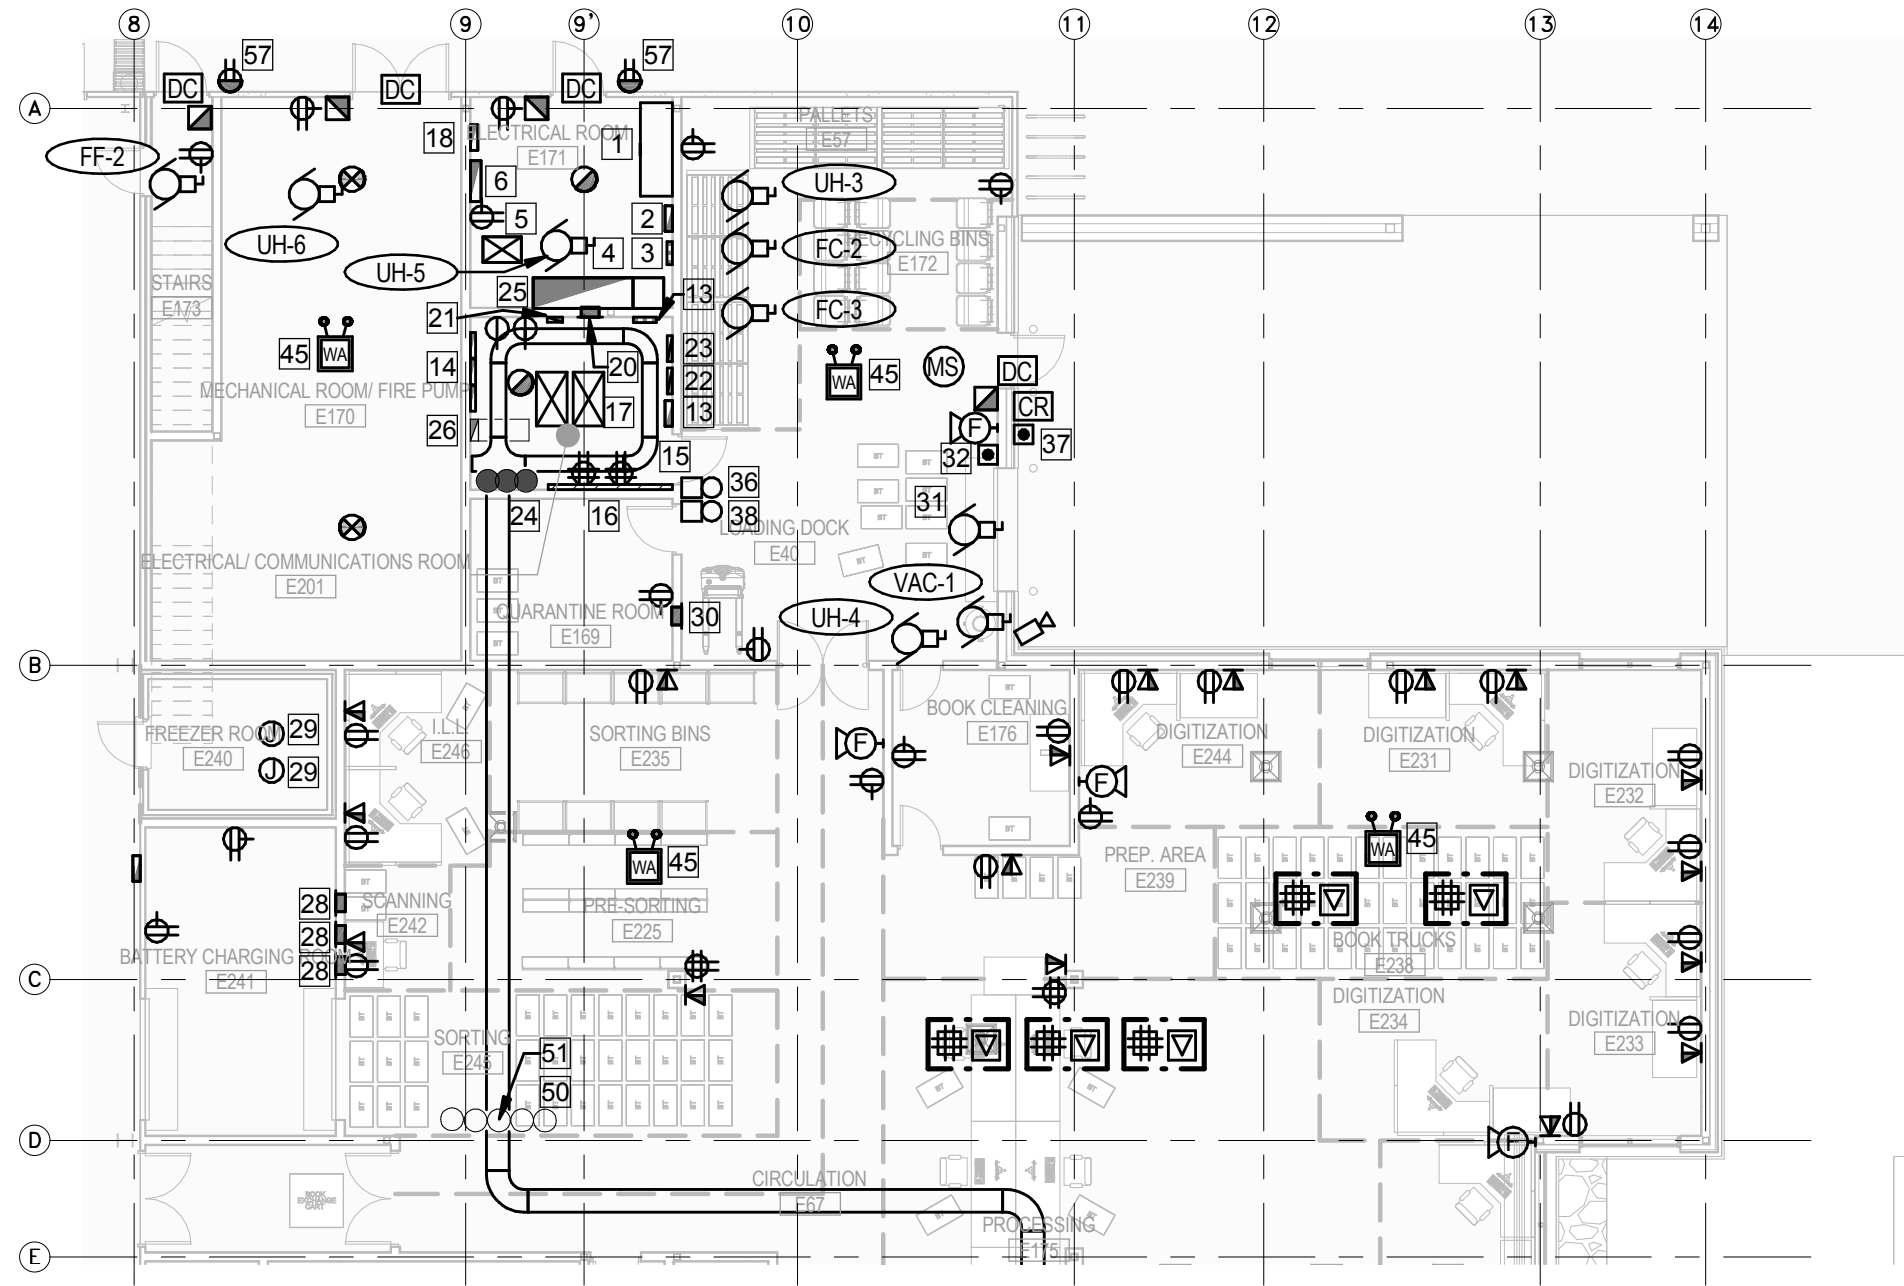 8
9
9'
10
11
12
13
14
57
57
DC
DC
DC
A
PALLETS
E57
18
ELECTRICAL ROOM
E171
1
FF-2
6
UH-3
5
2
UH-6
4
3
FC-2
RECYCLING BINS
E172
UH-5
STAIRS
E173
25
13
FC-3
21
45
WA
20
23
45
WA
MS
DC
14
22
MECHICAL ROOM/ FIRE PUMP
E170
17
13
CR
26
15
32
37
36
31
24
16
38
LOADING DOCK
E40
ELECTRICAL/ COMMUNICATIONS ROOM
E201
VAC-1
QUARANTINE ROOM
E169
30
UH-4
B
FREEZER ROOM
E240
J
29
J
29
I.L.L.
E246
SORTING BINS
E235
F
BOOK CLEANING
E176
DIGITIZATION
E244
DIGITIZATION
E231
DIGITIZATION
E232
F
F
WA
45
WA
45
PREP. AREA
E239
28
28
28
SCANNING
E242
PRE-SORTING
E225
BOOK TRUCKS
E238
BATTERY CHARGING ROOM
E241
C
DIGITIZATION
E234
DIGITIZATION
E233
SORTING
E245
51
50
D
F
CIRCULATION
E67
BOOK
EXCHANGE
CART
PROCESSING
E175
E